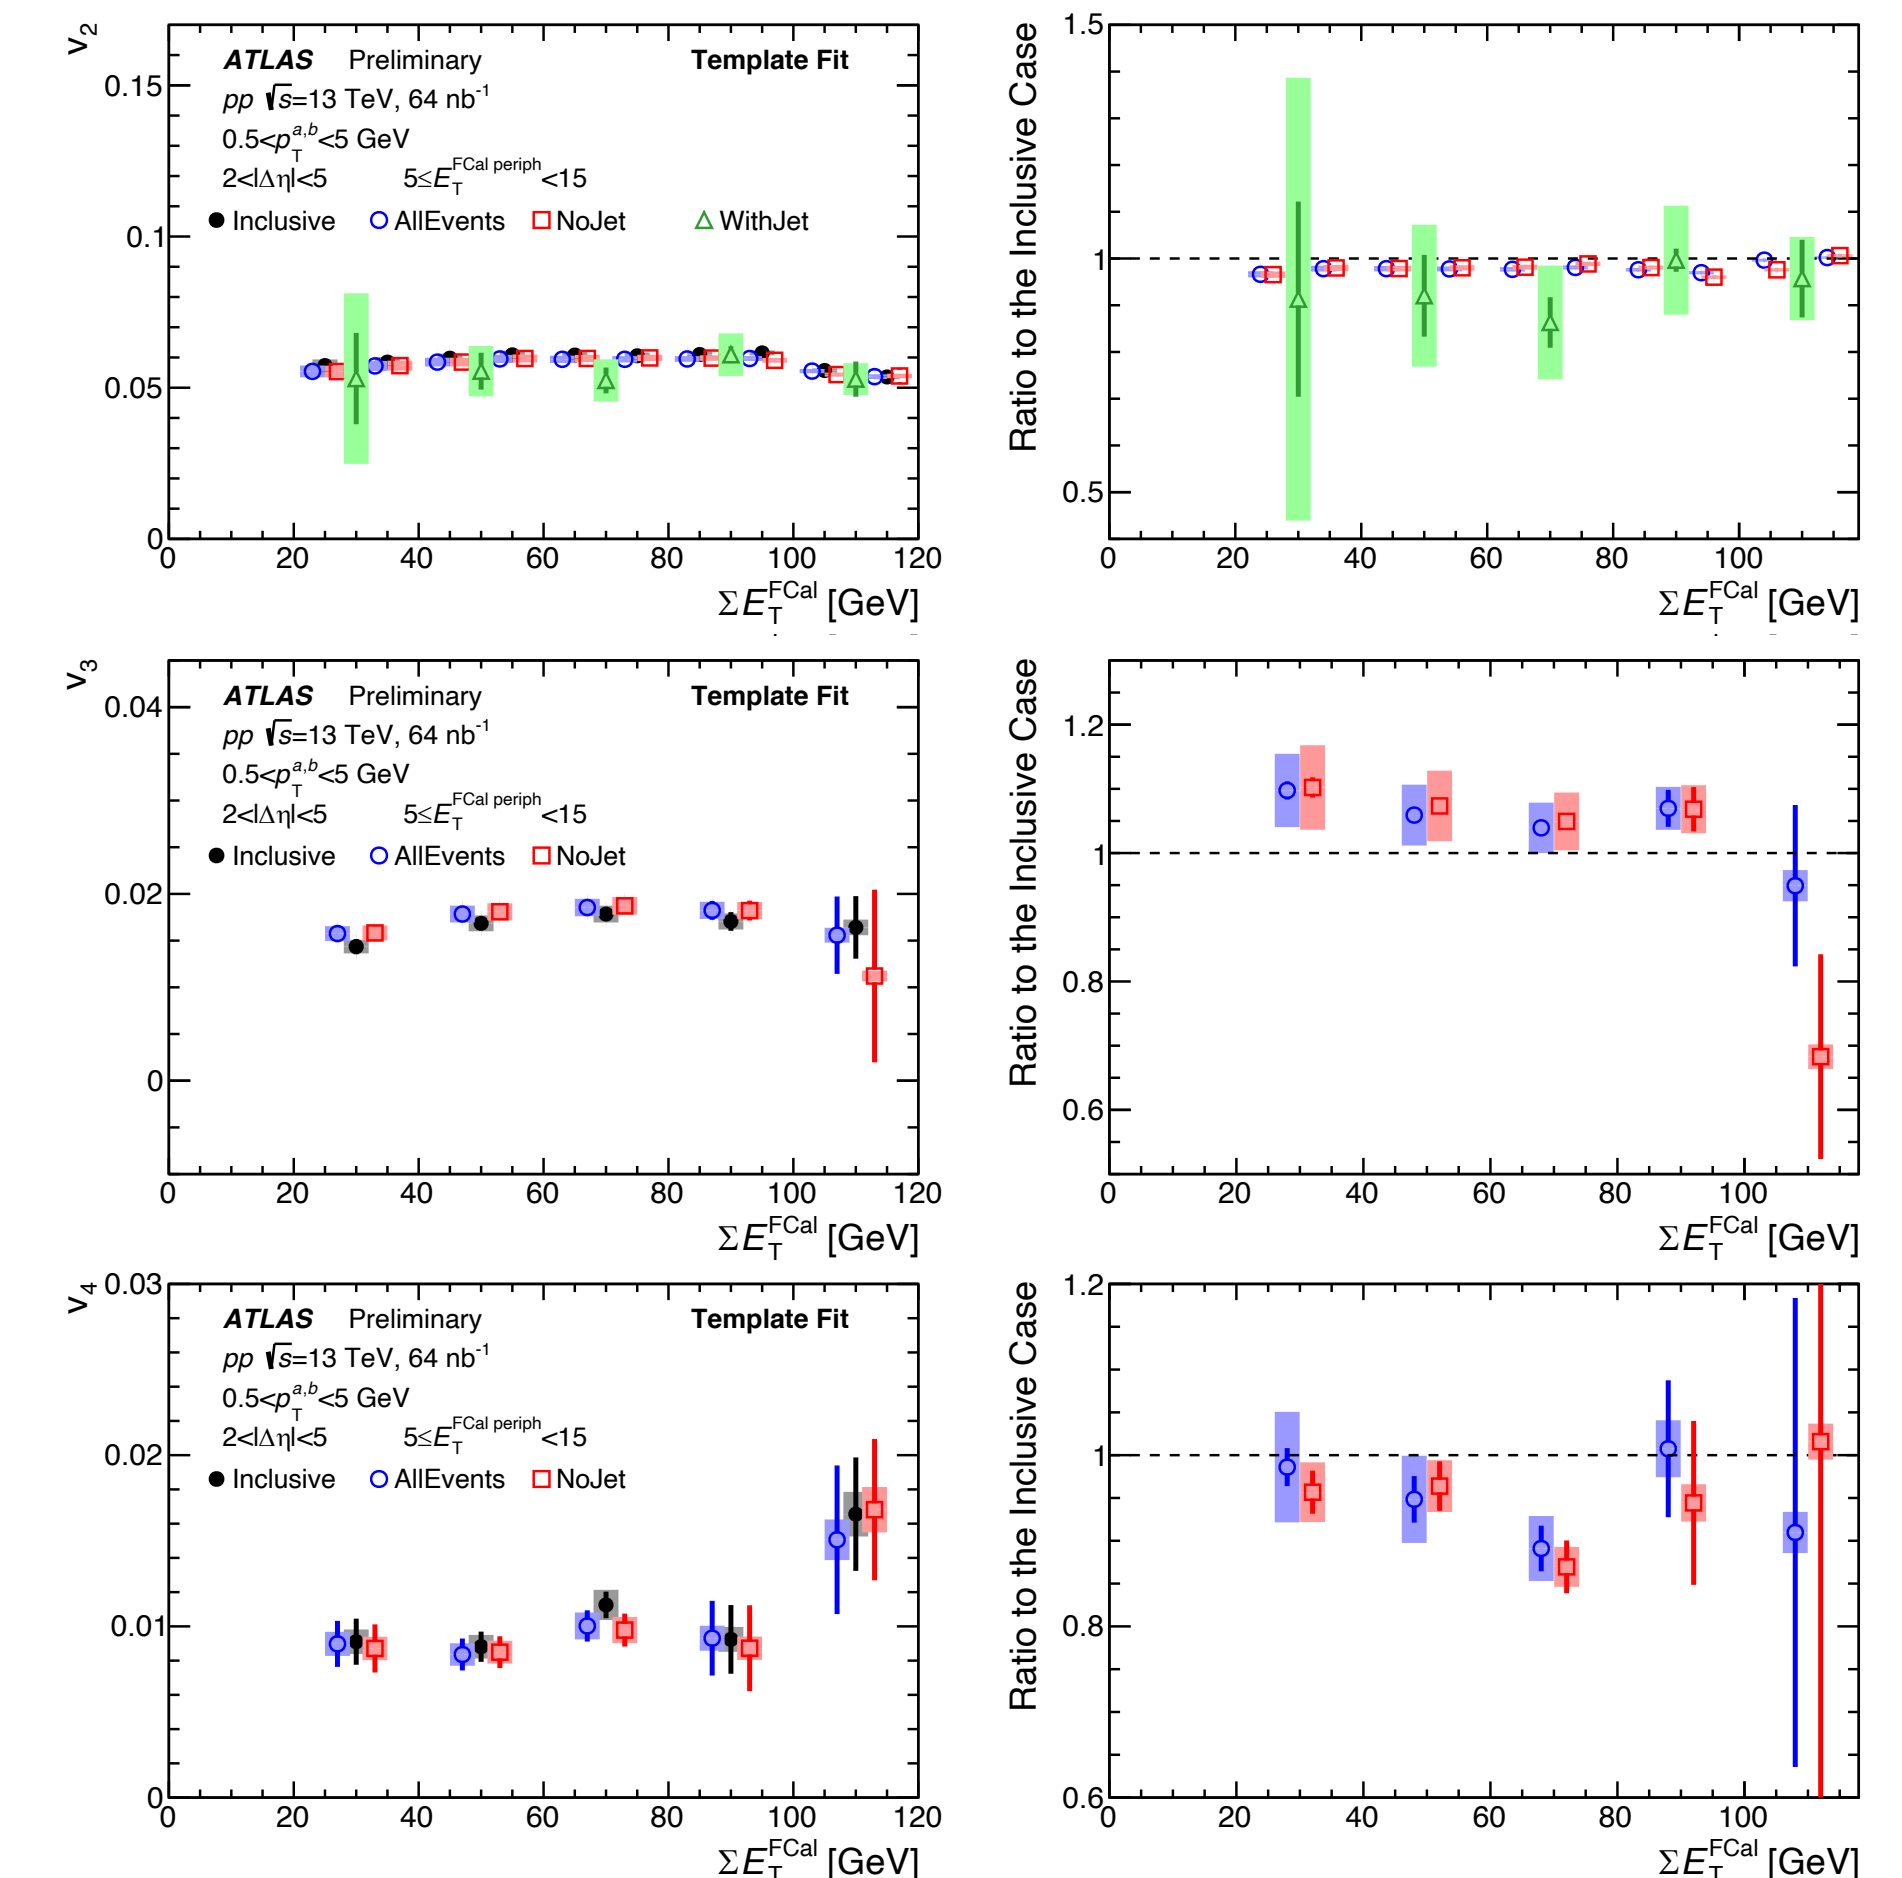 v2
ATLAS Preliminary Template Fit
pp √s=13 TeV, 64 nb-1
0.5<pTa,b<5 GeV
2<|Δη|<5 5≤ETFCal periph<15
Inclusive AllEvents NoJet WithJet
0.15
0.1
0.05
0
0 20 40 60 80 100 120
ΣETFCal [GeV]
Ratio to the Inclusive Case
1.5
1
0.5
0 20 40 60 80 100
ΣETFCal [GeV]
v3
ATLAS Preliminary Template Fit
pp √s=13 TeV, 64 nb-1
0.5<pTa,b<5 GeV
2<|Δη|<5 5≤ETFCal periph<15
Inclusive AllEvents NoJet
0.04
0.02
0
0 20 40 60 80 100 120
ΣETFCal [GeV]
Ratio to the Inclusive Case
1.2
1
0.8
0.6
0 20 40 60 80 100
ΣETFCal [GeV]
v4
ATLAS Preliminary Template Fit
pp √s=13 TeV, 64 nb-1
0.5<pTa,b<5 GeV
2<|Δη|<5 5≤ETFCal periph<15
Inclusive AllEvents NoJet
0.03
0.02
0.01
0
0 20 40 60 80 100 120
ΣETFCal [GeV]
Ratio to the Inclusive Case
1.2
1
0.8
0.6
0 20 40 60 80 100
ΣETFCal [GeV]